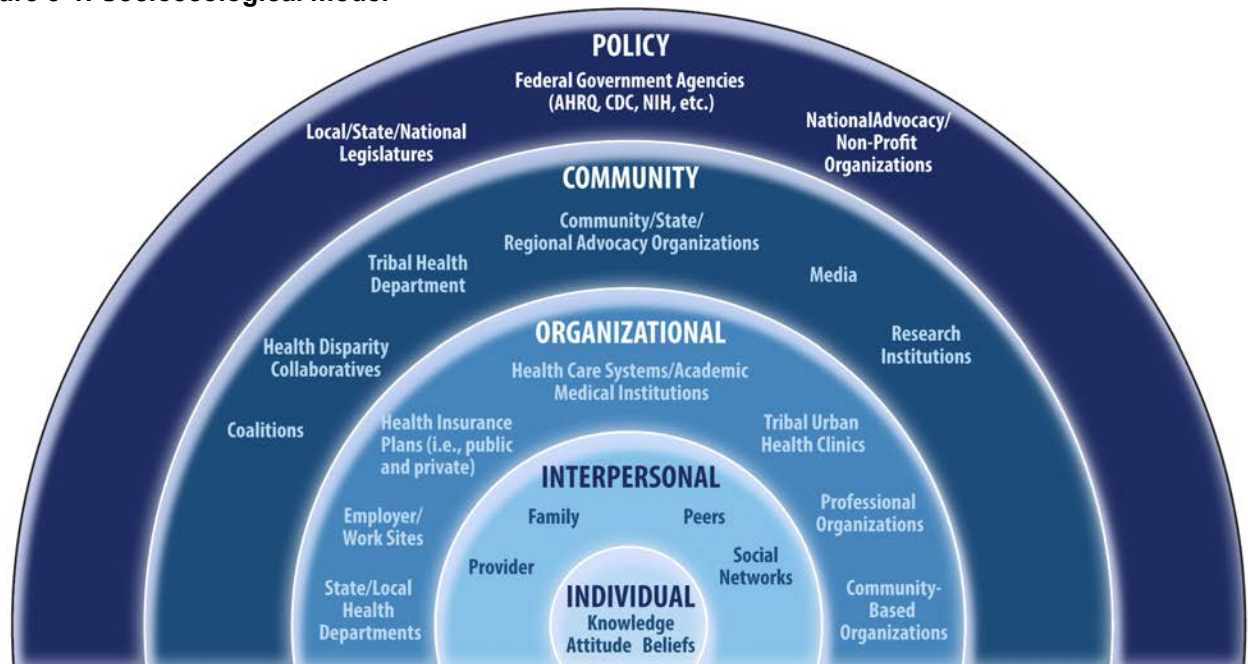 Socioecological Model
POLICY
Federal Government Agencies
(AHRQ, CDC, NIH, etc.)
Local/State/National
Legislatures
NationalAdvocacy/
Non-Profit
Organizations
COMMUNITY
Community/State/
Regional Advocacy Organizations
Tribal Health
Department
Media
Health Disparity
Collaboratives
Research
Institutions
Coalitions
ORGANIZATIONAL
Health Care Systems/Academic
Medical Institutions
Health Insurance
Plans (i.e., public
and private)
Tribal Urban
Health Clinics
Employer/
Work Sites
Professional
Organizations
State/Local
Health
Departments
Community-
Based
Organizations
INTERPERSONAL
Family
Peers
Provider
Social
Networks
INDIVIDUAL
Knowledge
Attitude Beliefs